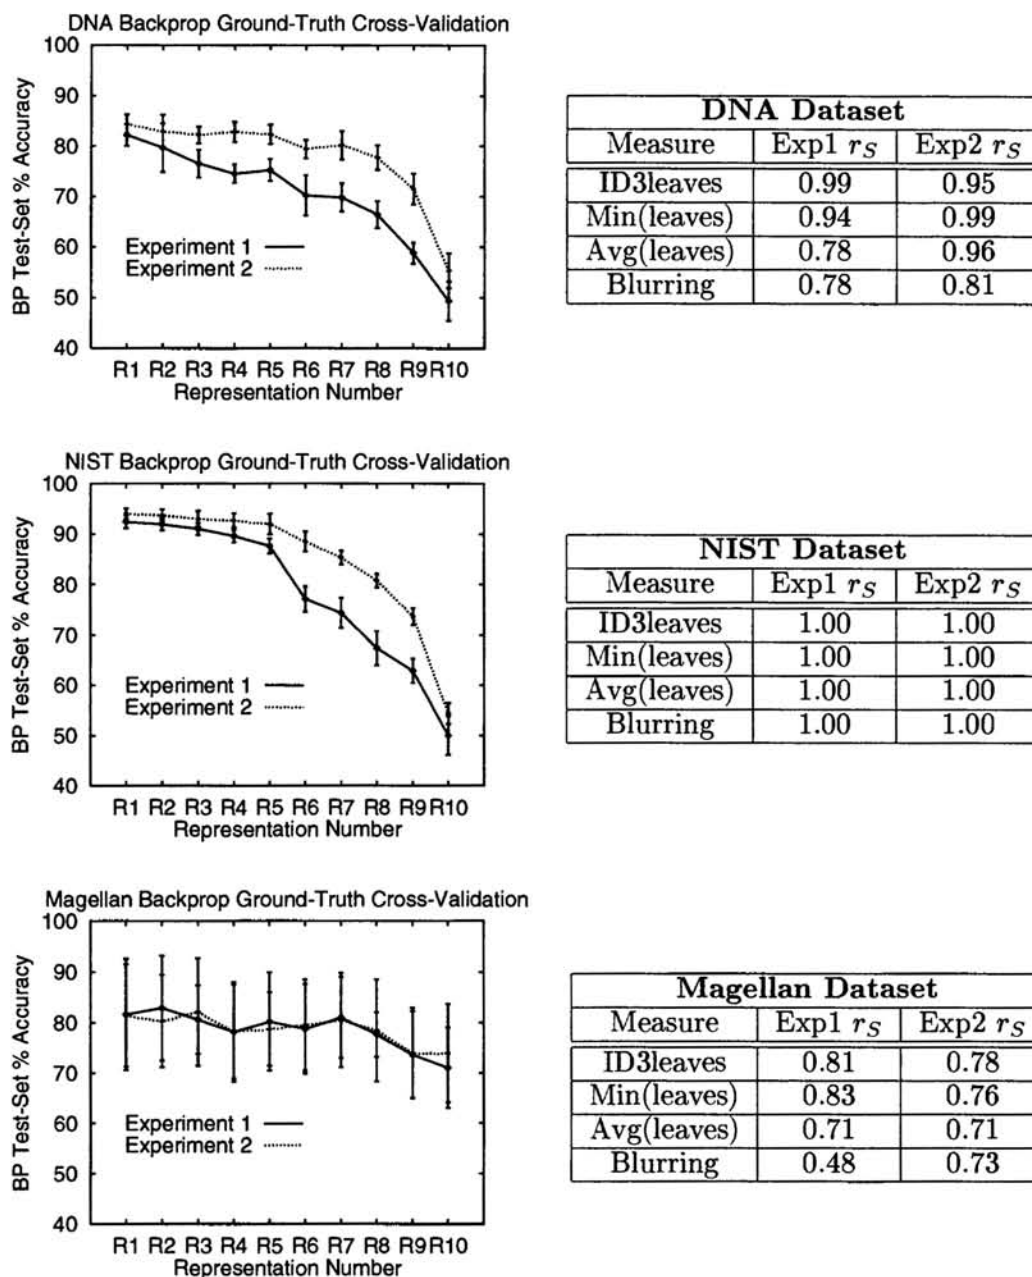 DNA Backprop Ground-Truth Cross-Validation
BP Test-Set % Accuracy
100
90
80
70
60
50
40
Experiment 1
Experiment 2
R1 R2 R3 R4 R5 R6 R7 R8 R9 R10
Representation Number
DNA Dataset
Measure Exp1 rS Exp2 rS
ID3leaves 0.99 0.95
Min(leaves) 0.94 0.99
Avg(leaves) 0.78 0.96
Blurring 0.78 0.81
NIST Backprop Ground-Truth Cross-Validation
BP Test-Set % Accuracy
100
90
80
70
60
50
40
Experiment 1
Experiment 2
R1 R2 R3 R4 R5 R6 R7 R8 R9 R10
Representation Number
NIST Dataset
Measure Exp1 rS Exp2 rS
ID3leaves 1.00 1.00
Min(leaves) 1.00 1.00
Avg(leaves) 1.00 1.00
Blurring 1.00 1.00
Magellan Backprop Ground-Truth Cross-Validation
BP Test-Set % Accuracy
100
90
80
70
60
50
40
Experiment 1
Experiment 2
R1 R2 R3 R4 R5 R6 R7 R8 R9 R10
Representation Number
Magellan Dataset
Measure Exp1 rS Exp2 rS
ID3leaves 0.81 0.78
Min(leaves) 0.83 0.76
Avg(leaves) 0.71 0.71
Blurring 0.48 0.73